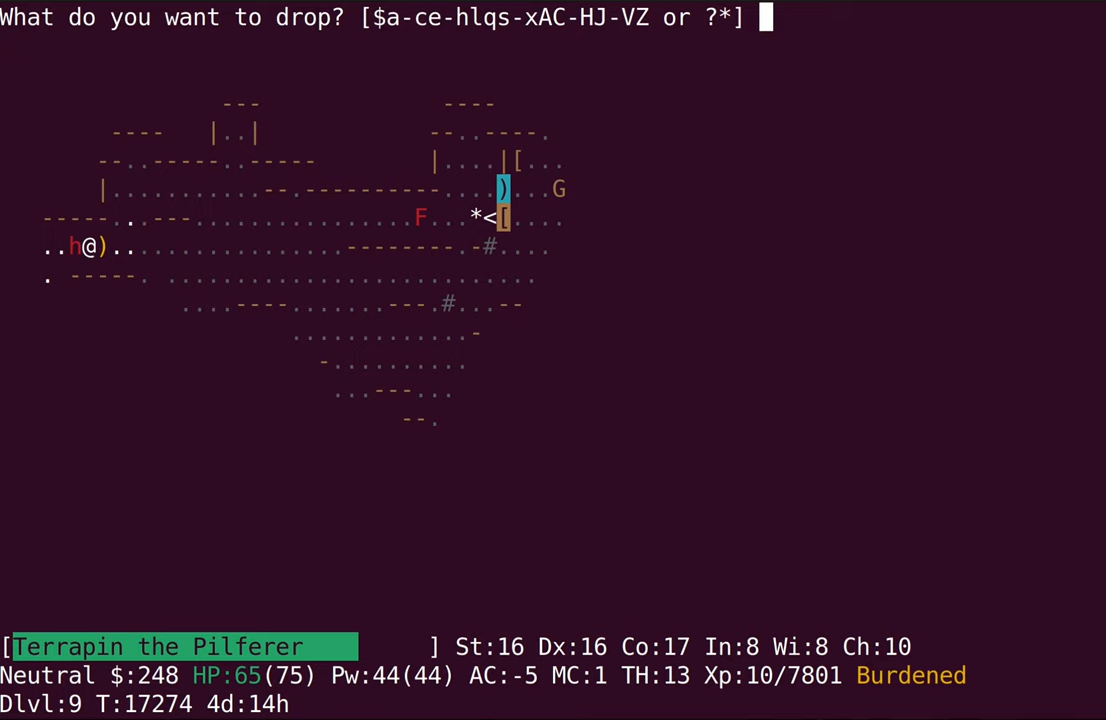 What do you want to drop? [$a-ce-hlqs-xAC-HJ-VZ or ?*]
                ---                          ----
        ----   |..|                        --..----.
       --..-----..-----                    |....|[...
       |...........--.---------.....)...G
   -----..---...............F...*<[....
   ..h@)..................--------.-#....
   . -----. ..........................
             ....----.......---.#...--
                     ............-
                       -.........
                        ...---...
                             --.
[Terrapin the Pilferer         ] St:16 Dx:16 Co:17 In:8 Wi:8 Ch:10
Neutral $:248 HP:65(75) Pw:44(44) AC:-5 MC:1 TH:13 Xp:10/7801 Burdened
Dlvl:9 T:17274 4d:14h